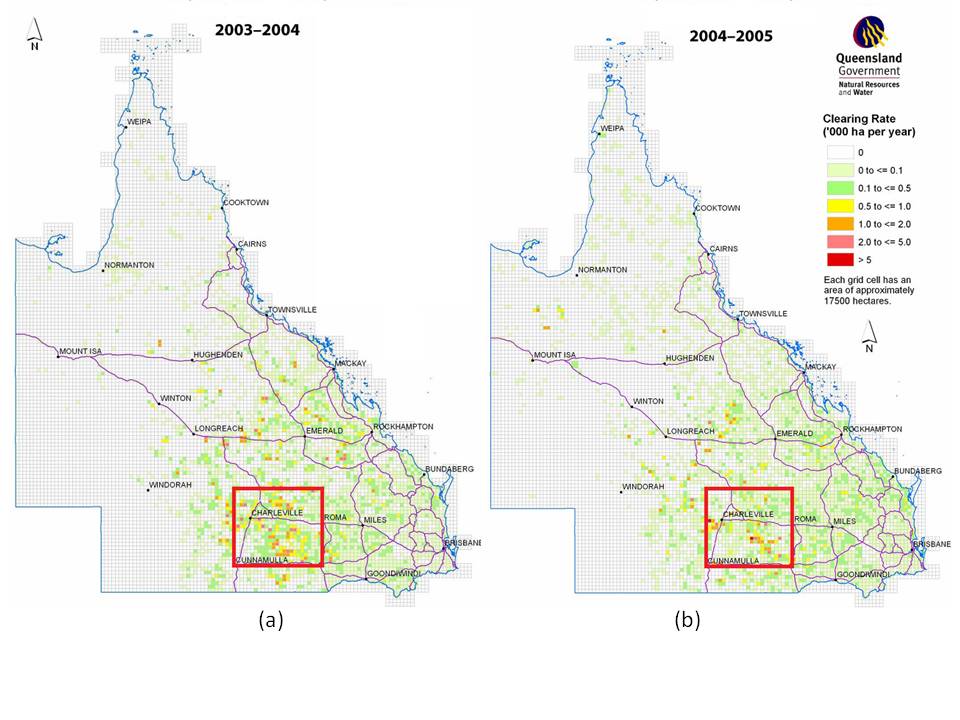 2003–2004
N
WEIPA
COOKTOWN
CAIRNS
NORMANTON
TOWNSVILLE
MOUNT ISA
HUGHENDEN
MACKAY
WINTON
LONGREACH
EMERALD
ROCKHAMPTON
BUNDABERG
WINDORAH
CHARLEVILLE
ROMA
MILES
BRISBANE
CUNNAMULLA
GOONDIWINDI
(a)
2004–2005
WEIPA
COOKTOWN
CAIRNS
NORMANTON
TOWNSVILLE
MOUNT ISA
HUGHENDEN
MACKAY
WINTON
LONGREACH
EMERALD
ROCKHAMPTON
BUNDABERG
WINDORAH
CHARLEVILLE
ROMA
MILES
BRISBANE
CUNNAMULLA
GOONDIWINDI
(b)
Queensland
Government
Natural Resources
and Water
Clearing Rate
('000 ha per year)
0
0 to <= 0.1
0.1 to <= 0.5
0.5 to <= 1.0
1.0 to <= 2.0
2.0 to <= 5.0
> 5
Each grid cell has an
area of approximately
17500 hectares.
N